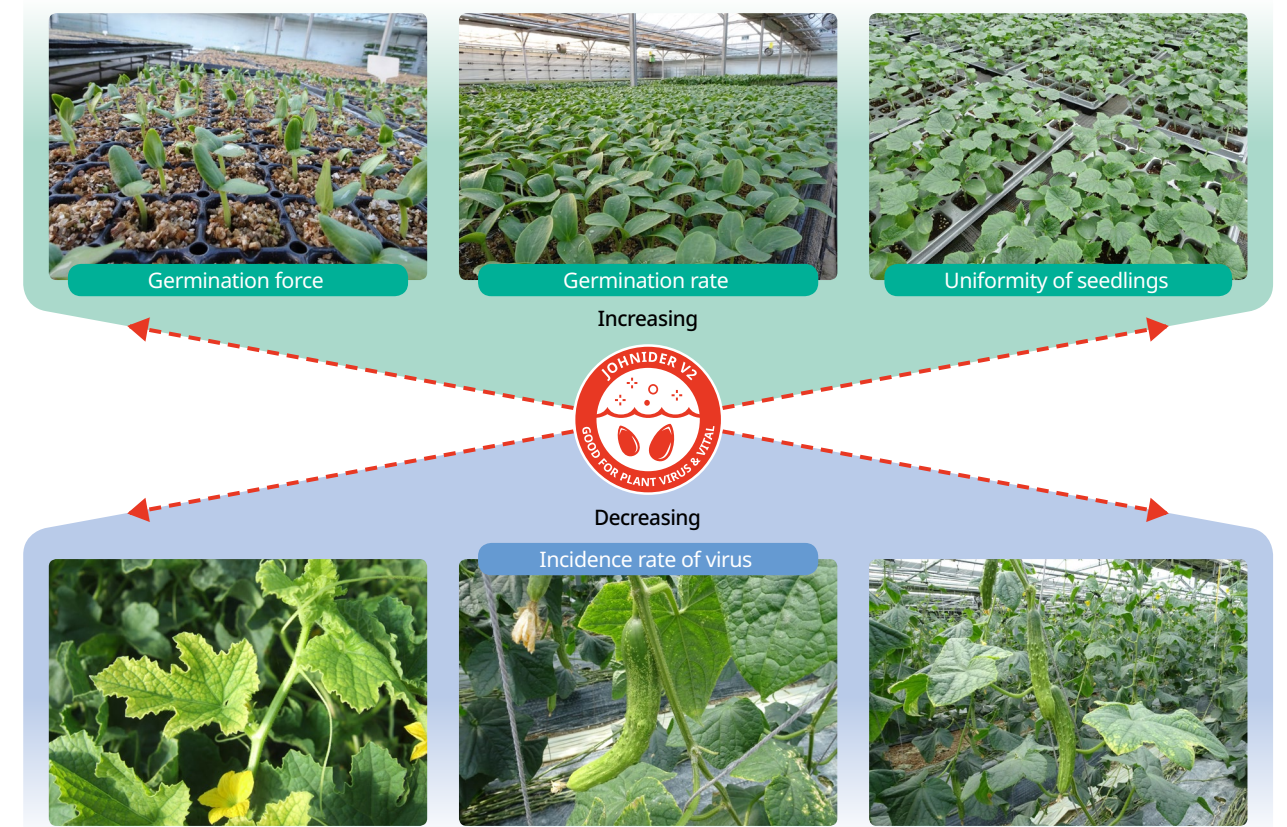 Germination force
Germination rate
Uniformity of seedlings
Increasing
JOHNIDER V2
GOOD FOR PLANT VIRUS & VITAL
Decreasing
Incidence rate of virus